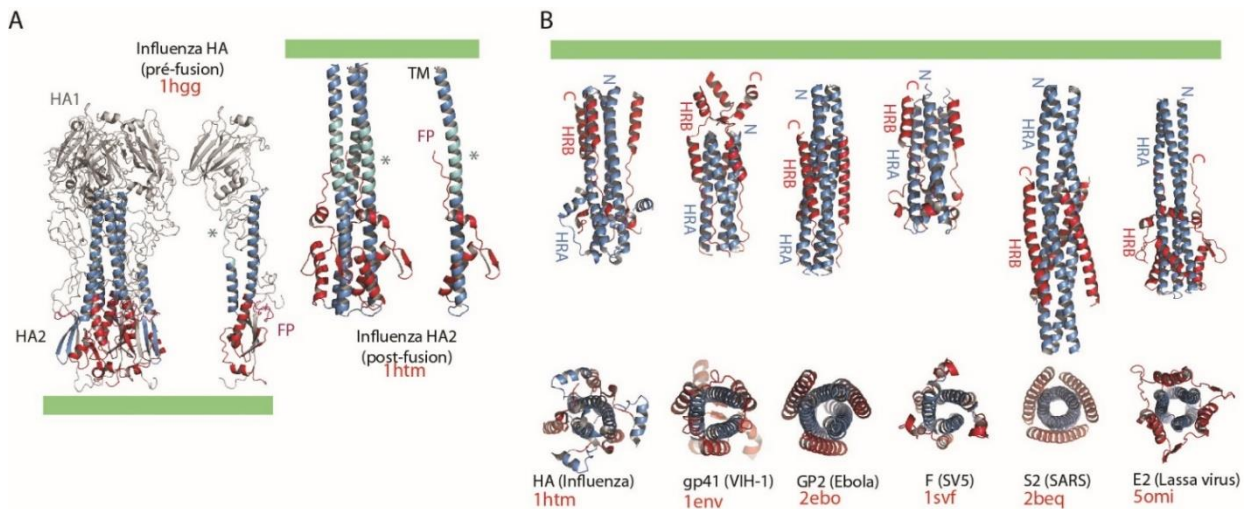 A
Influenza HA
(pré-fusion)
1hgg
HA1
*
HA2
FP
TM
FP
*
*
Influenza HA2
(post-fusion)
1htm
B
C
HRB
N
HRA
HRB
C
N
HRA
N
C
HRB
HRA
C
HRB
N
HRA
N
HRA
C
HRB
N
HRA
C
HRB
HA (Influenza)
1htm
gp41 (VIH-1)
1env
GP2 (Ebola)
2ebo
F (SV5)
1svf
S2 (SARS)
2beq
E2 (Lassa virus)
5omi